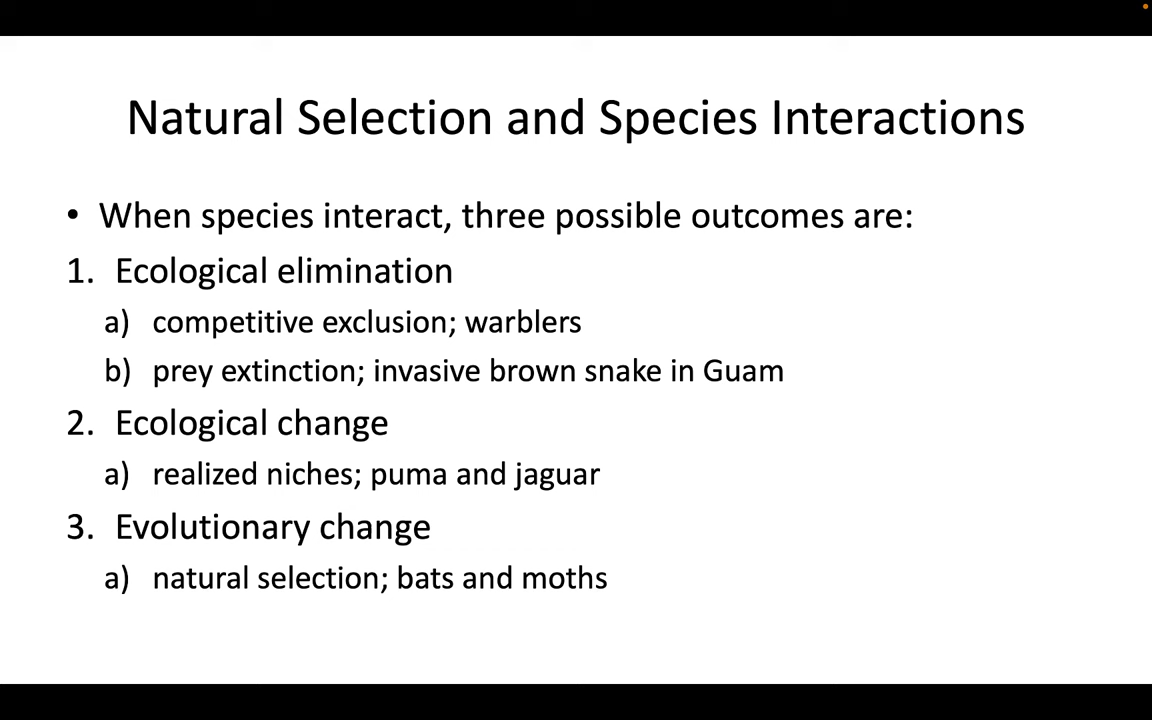 Natural Selection and Species Interactions
• When species interact, three possible outcomes are:
1. Ecological elimination
a) competitive exclusion; warblers
b) prey extinction; invasive brown snake in Guam
2. Ecological change
a) realized niches; puma and jaguar
3. Evolutionary change
a) natural selection; bats and moths